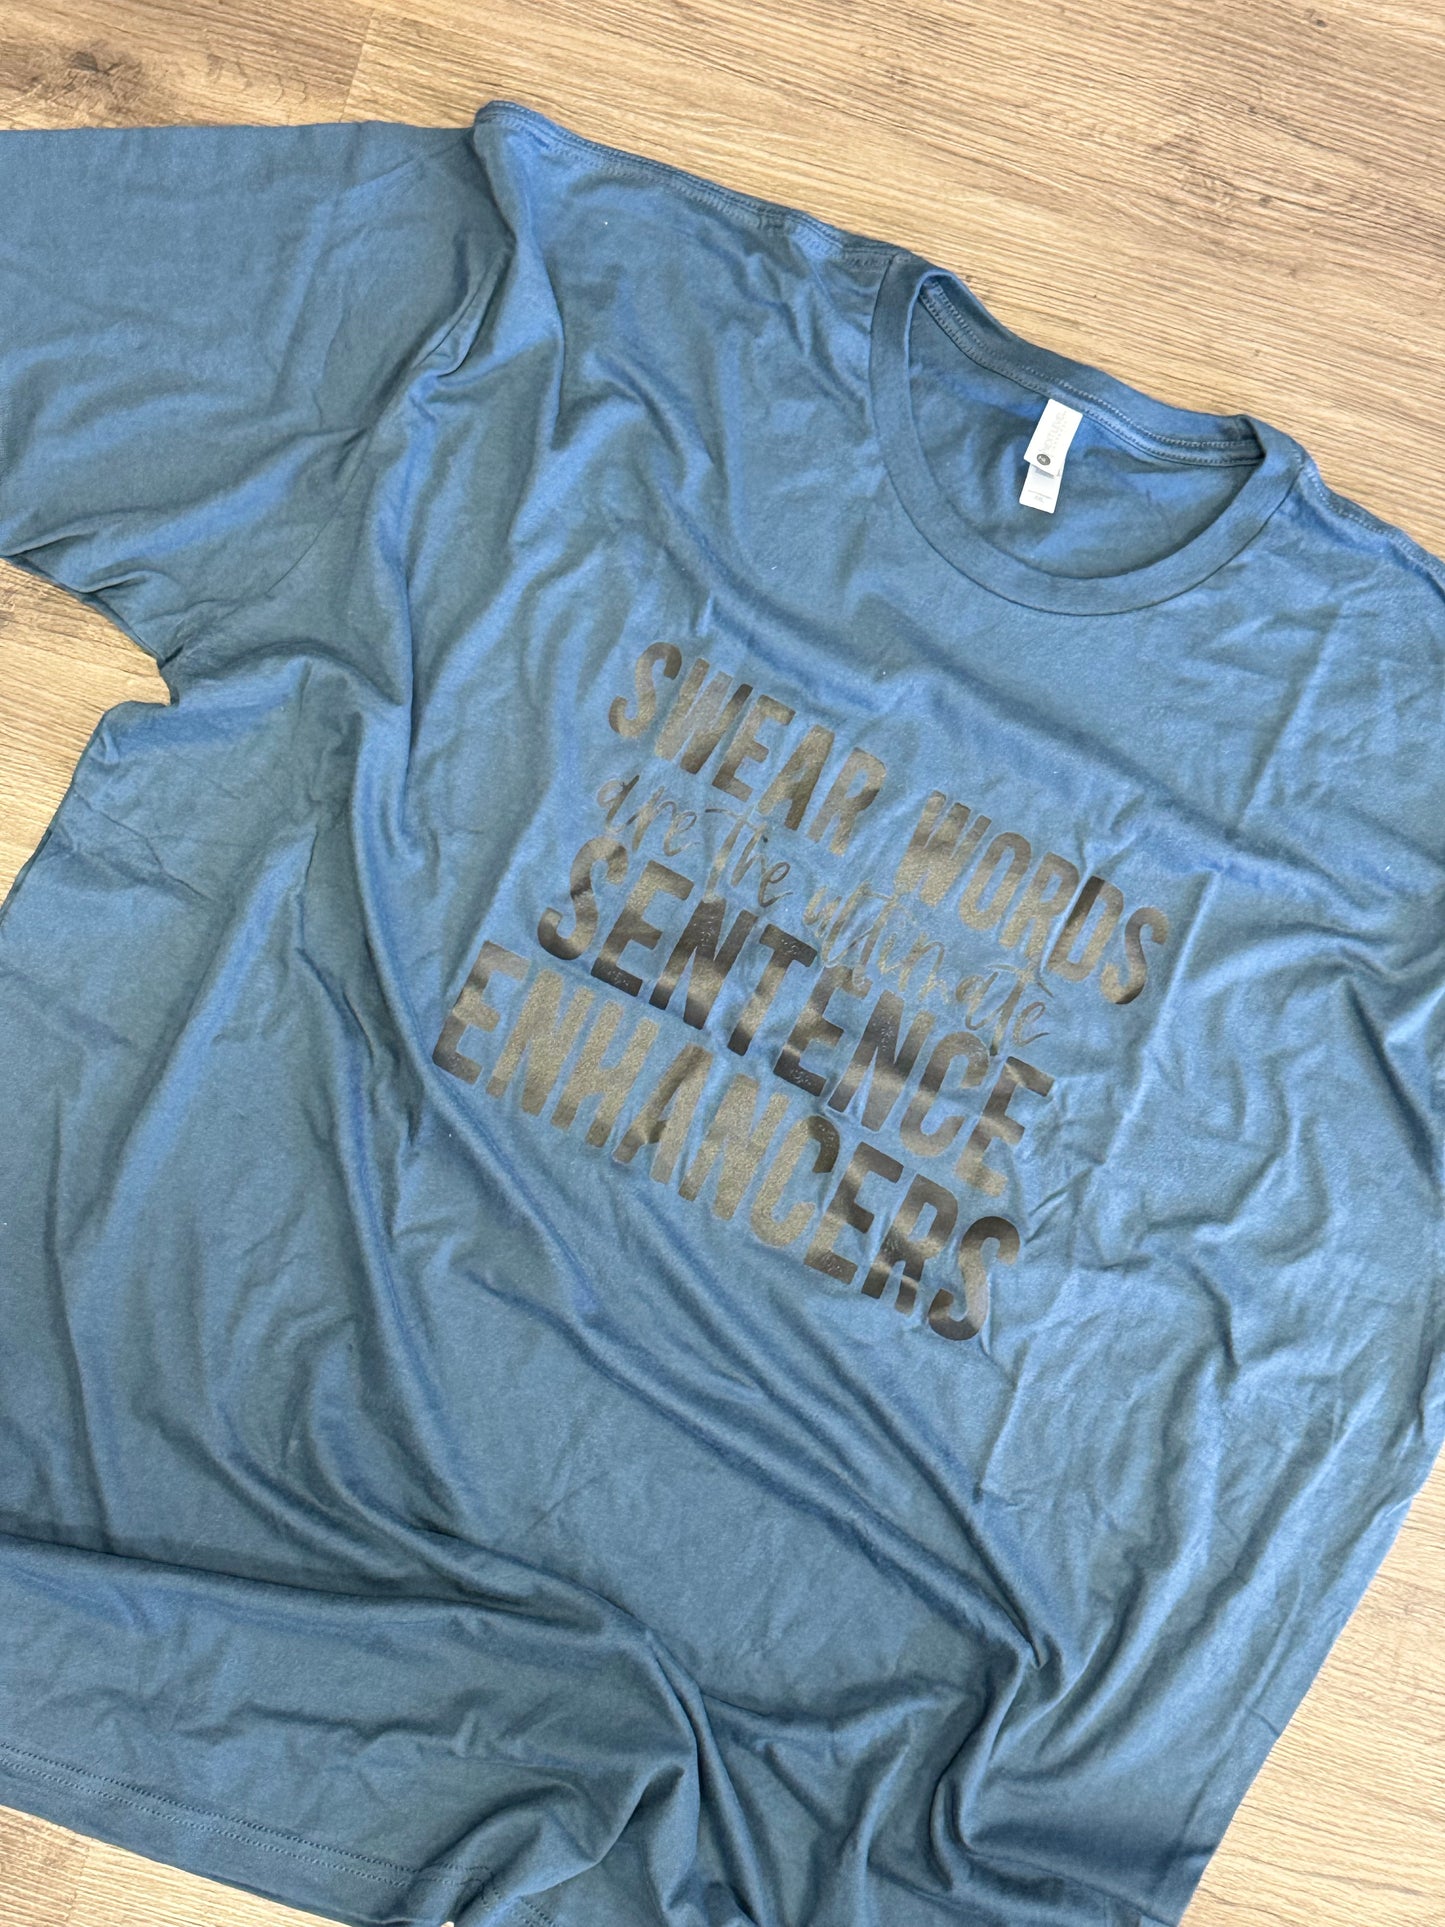 SWEAR WORDS
are the ultimate
SENTENCE
ENHANCERS